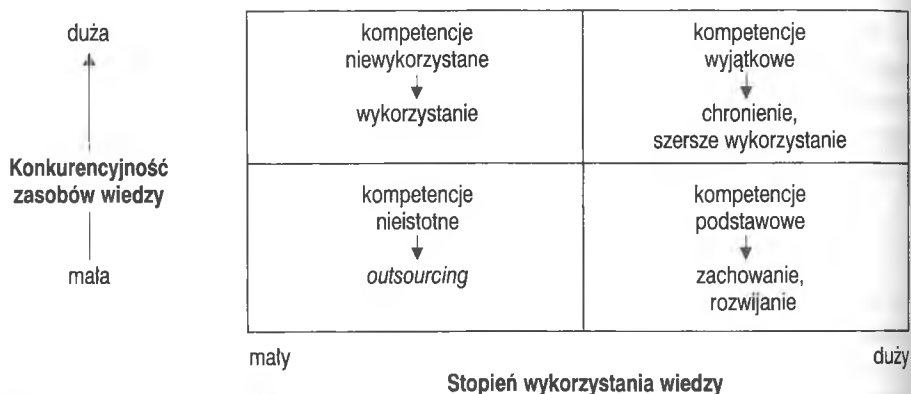 duża
Konkurencyjność
zasobów wiedzy
mała
kompetencje
niewykorzystane
wykorzystanie
kompetencje
wyjątkowe
chronienie,
szersze wykorzystanie
kompetencje
nieistotne
outsourcing
kompetencje
podstawowe
zachowanie,
rozwijanie
mały
duży
Stopień wykorzystania wiedzy